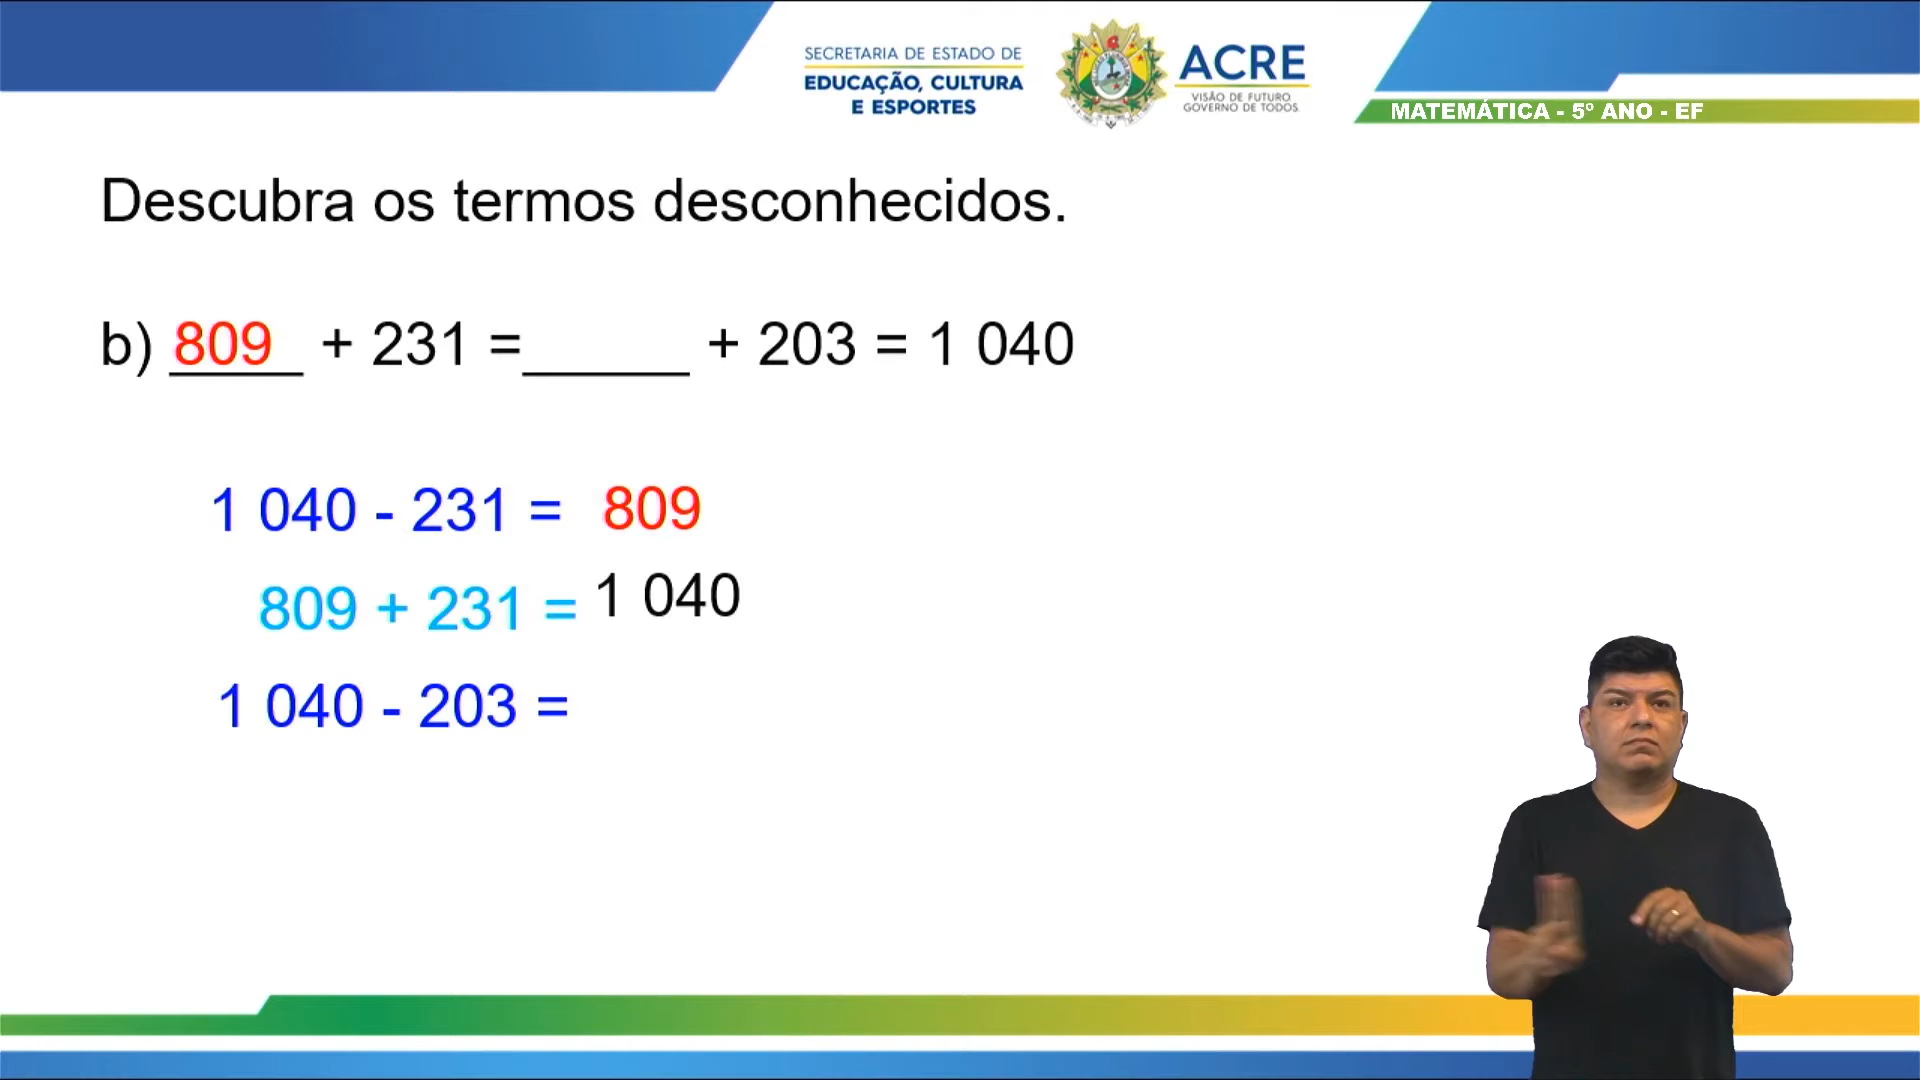 SECRETARIA DE ESTADO DE
EDUCAÇÃO, CULTURA
E ESPORTES
ACRE
VISÃO DE FUTURO
GOVERNO DE TODOS
MATEMÁTICA - 5º ANO - EF
Descubra os termos desconhecidos.
b) 809 + 231 =_____ + 203 = 1 040
1 040 - 231 = 809
809 + 231 = 1 040
1 040 - 203 =